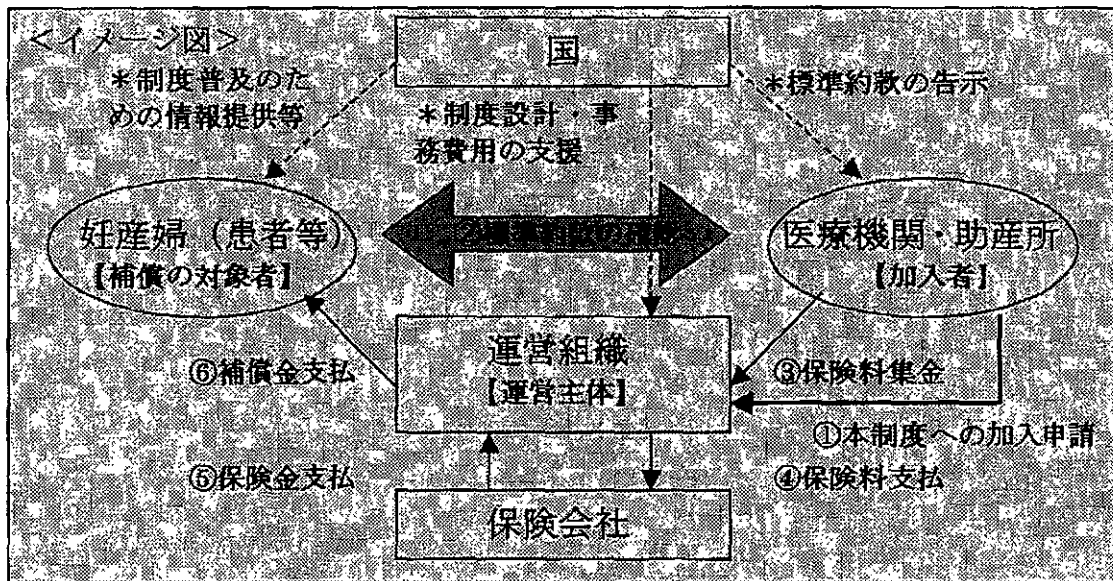 ＜イメージ図＞
国
＊制度普及のた
めの情報提供等
＊制度設計・事
務費用の支援
＊標準約款の告示
妊産婦（患者等）
【補償の対象者】
医療機関・助産所
【加入者】
運営組織
【運営主体】
⑥補償金支払
③保険料集金
①本制度への加入申請
⑤保険金支払
④保険料支払
保険会社